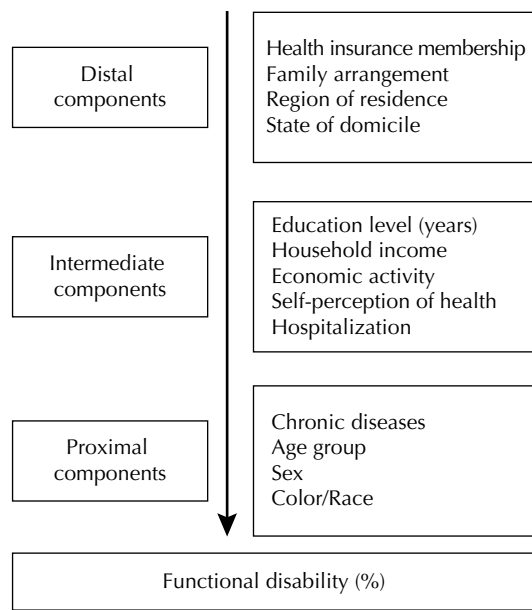 Distal
components
Health insurance membership
Family arrangement
Region of residence
State of domicile
Intermediate
components
Education level (years)
Household income
Economic activity
Self-perception of health
Hospitalization
Proximal
components
Chronic diseases
Age group
Sex
Color/Race
Functional disability (%)